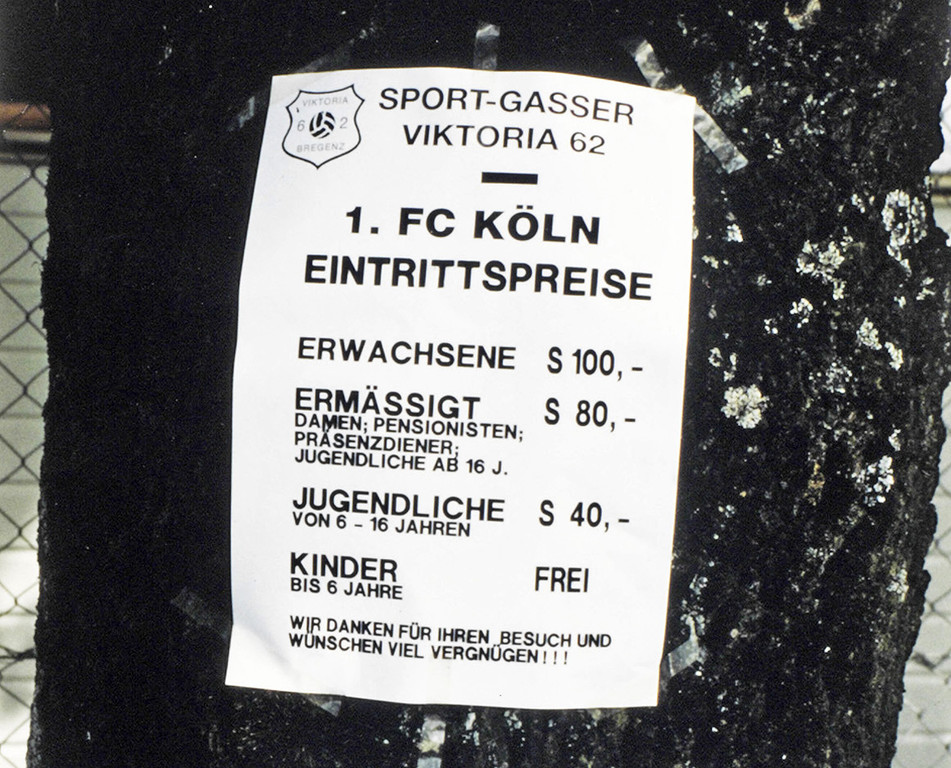 VIKTORIA
6 2
BREGENZ
SPORT-GASSER
VIKTORIA 62
–
1. FC KÖLN
EINTRITTSPREISE
ERWACHSENE S 100,-
ERMÄSSIGT S 80,-
DAMEN; PENSIONISTEN;
PRÄSENZDIENER;
JUGENDLICHE AB 16 J.
JUGENDLICHE S 40,-
VON 6 - 16 JAHREN
KINDER FREI
BIS 6 JAHRE
WIR DANKEN FÜR IHREN BESUCH UND
WÜNSCHEN VIEL VERGNÜGEN!!!